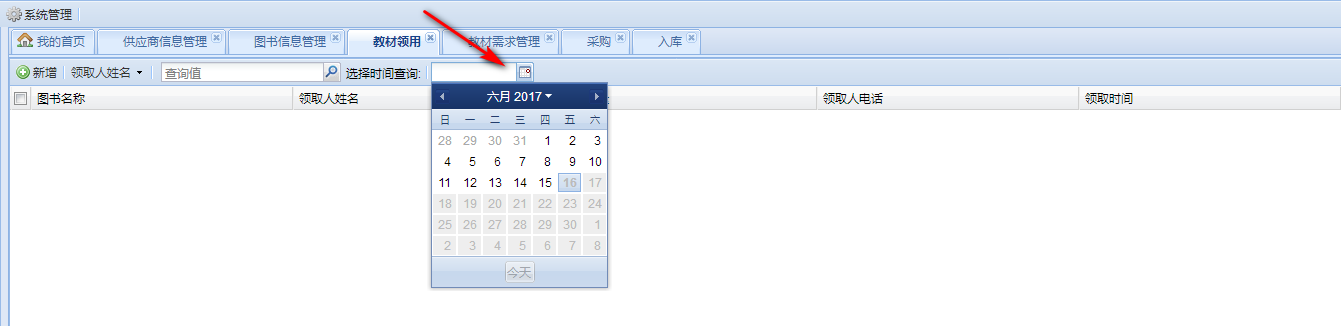 系统管理
我的首页 供应商信息管理 图书信息管理 教材领用 教材需求管理 采购 入库
新增 领取人姓名 查询值 选择时间查询:
图书名称 领取人姓名 领取人电话 领取时间
六月 2017
日 一 二 三 四 五 六
28 29 30 31 1 2 3
4 5 6 7 8 9 10
11 12 13 14 15 16 17
18 19 20 21 22 23 24
25 26 27 28 29 30 1
2 3 4 5 6 7 8
今天